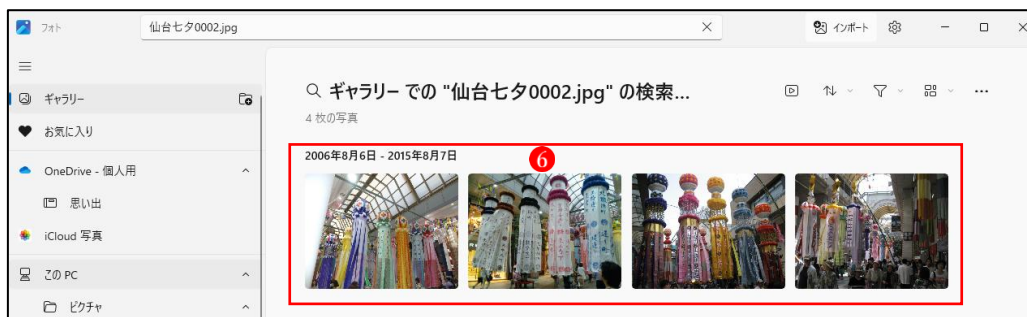 フォト
仙台七夕0002.jpg
インポート
ギャラリー
お気に入り
OneDrive - 個人用
思い出
iCloud 写真
この PC
ピクチャ
ギャラリー での "仙台七夕0002.jpg" の検索...
4 枚の写真
2006年8月6日 - 2015年8月7日
6